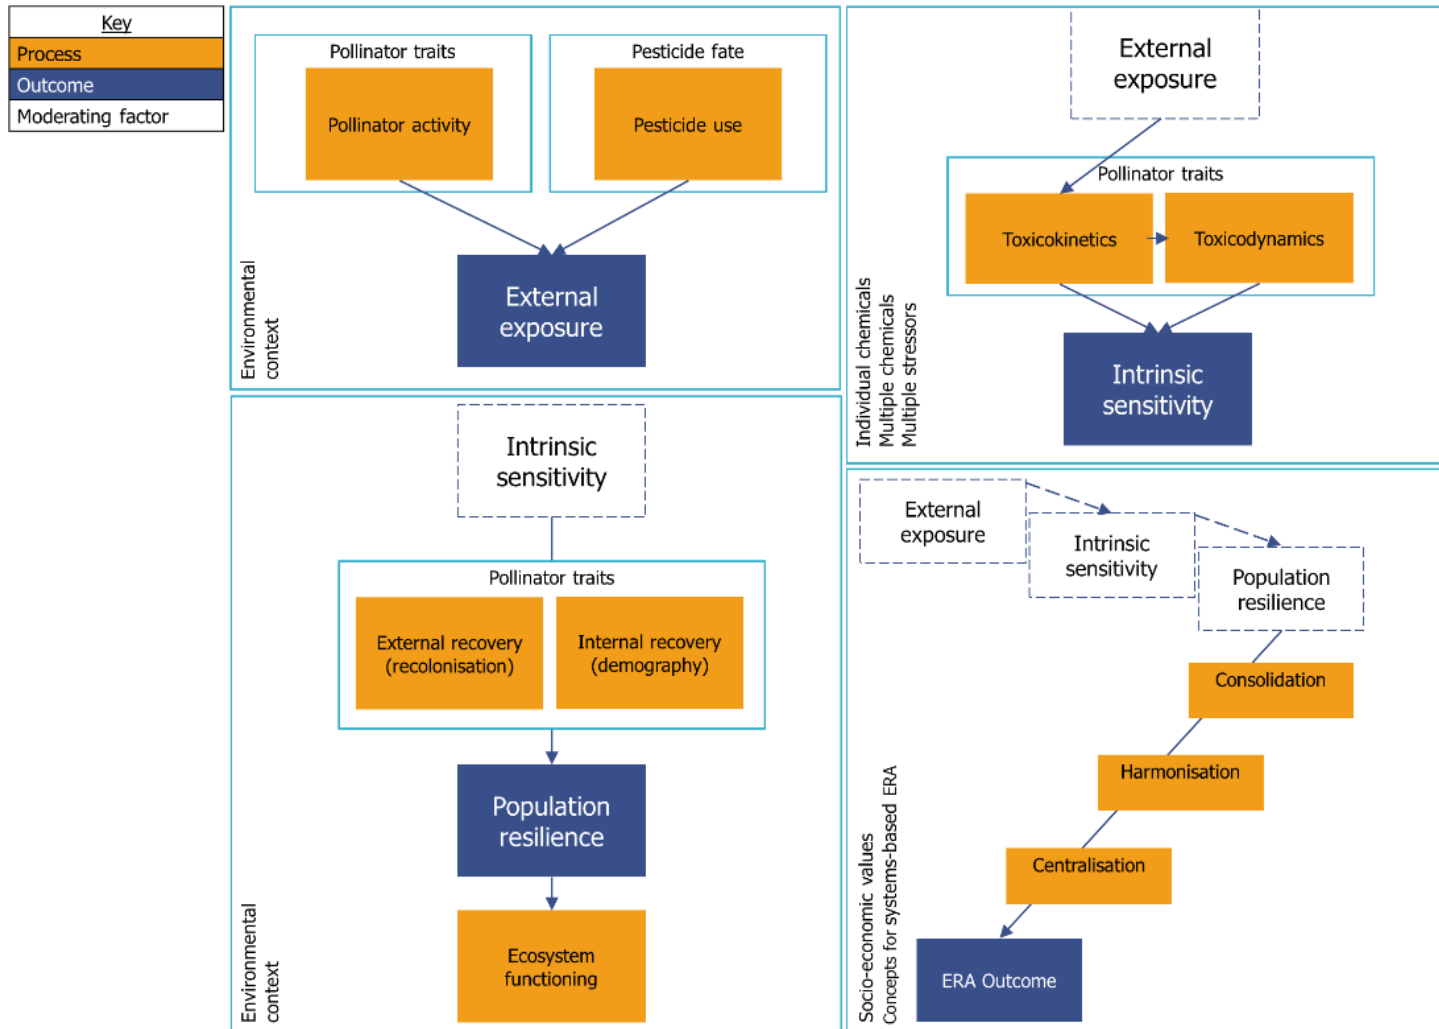 Key
Process
Outcome
Moderating factor
Pollinator traits
Pollinator activity
Pesticide fate
Pesticide use
External
exposure
Environmental
context
External
exposure
Pollinator traits
Toxicokinetics
Toxicodynamics
Intrinsic
sensitivity
Individual chemicals
Multiple chemicals
Multiple stressors
Intrinsic
sensitivity
Pollinator traits
External recovery
(recolonisation)
Internal recovery
(demography)
Population
resilience
Ecosystem
functioning
Environmental
context
External
exposure
Intrinsic
sensitivity
Population
resilience
Consolidation
Harmonisation
Centralisation
ERA Outcome
Socio-economic values
Concepts for systems-based ERA